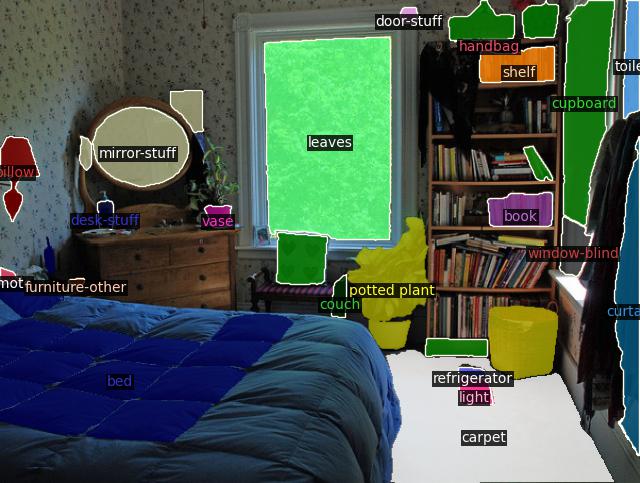 door-stuff
handbag
shelf
toile
cupboard
leaves
mirror-stuff
pillow
book
desk-stuff
vase
window-blind
mot
furniture-other
potted plant
couch
curta
bed
refrigerator
light
carpet